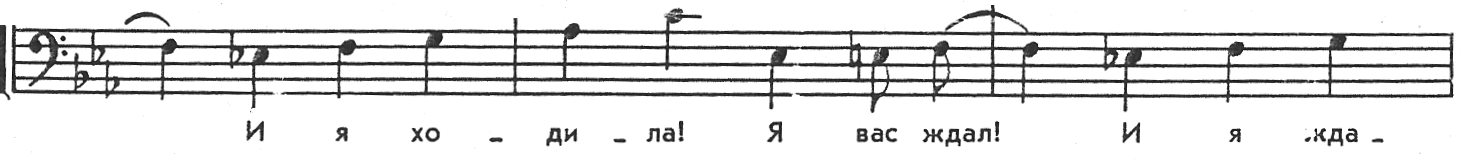 И я хо - ди - ла! Я вас ждал! И я жда -